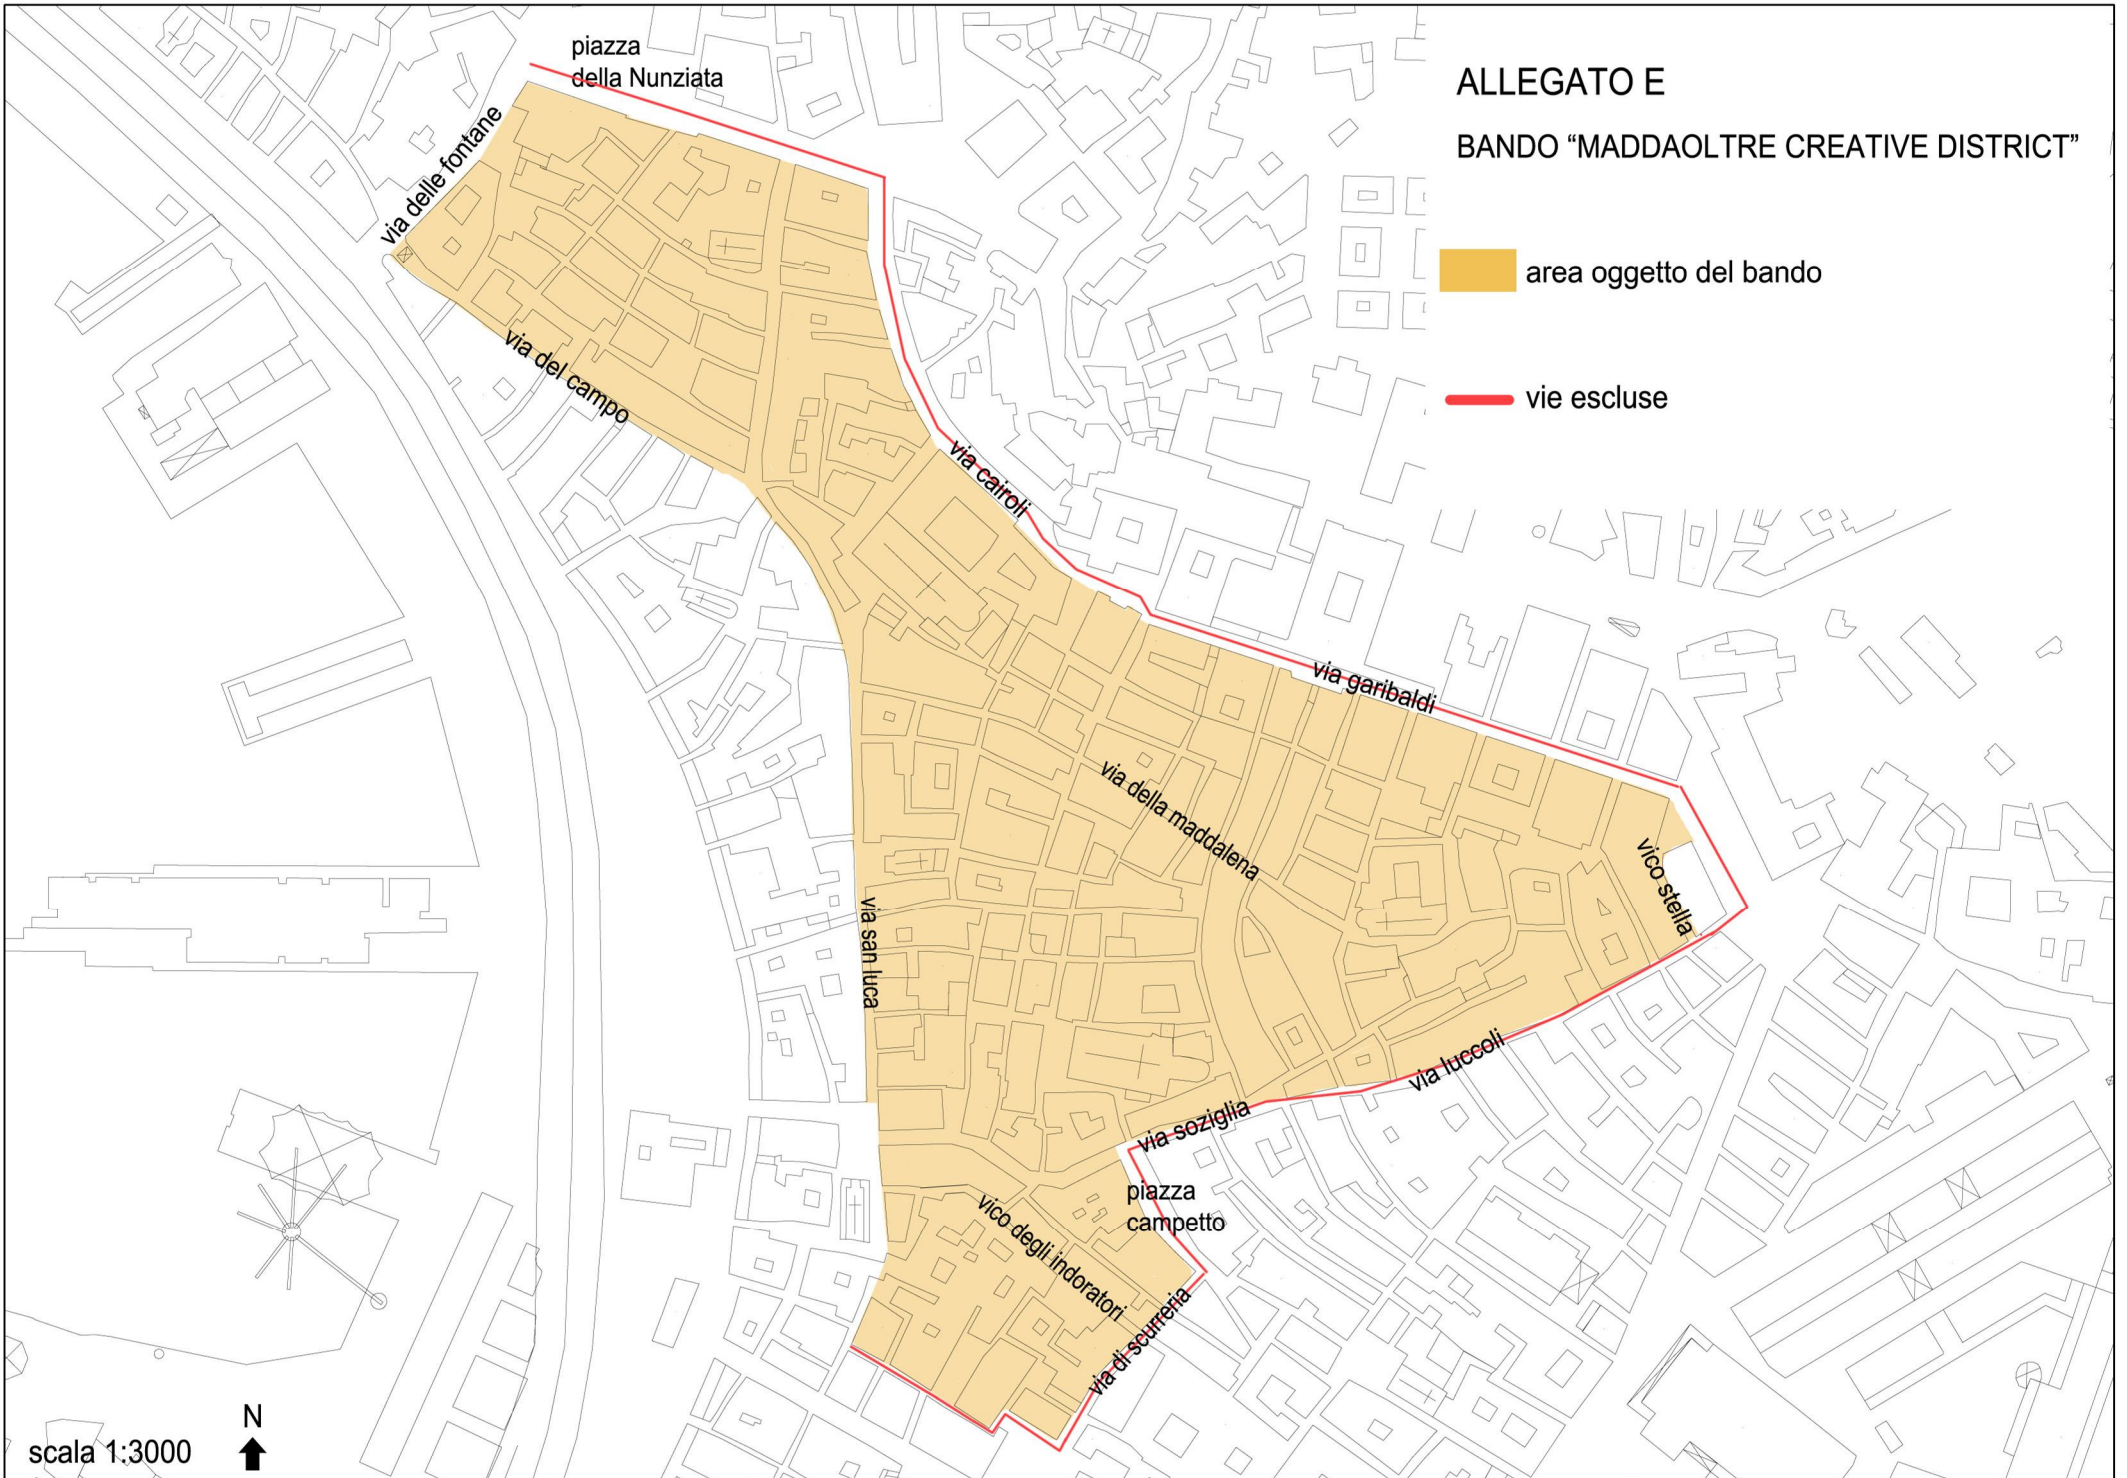 piazza
della Nunziata
ALLEGATO E
BANDO “MADDAOLTRE CREATIVE DISTRICT”
via delle fontane
area oggetto del bando
via del campo
vie escluse
via cairoli
via garibaldi
via della maddalena
vico stella
via san luca
via luccoli
via soziglia
piazza
campetto
vico degli indoratori
via di scurreria
N
scala 1:3000